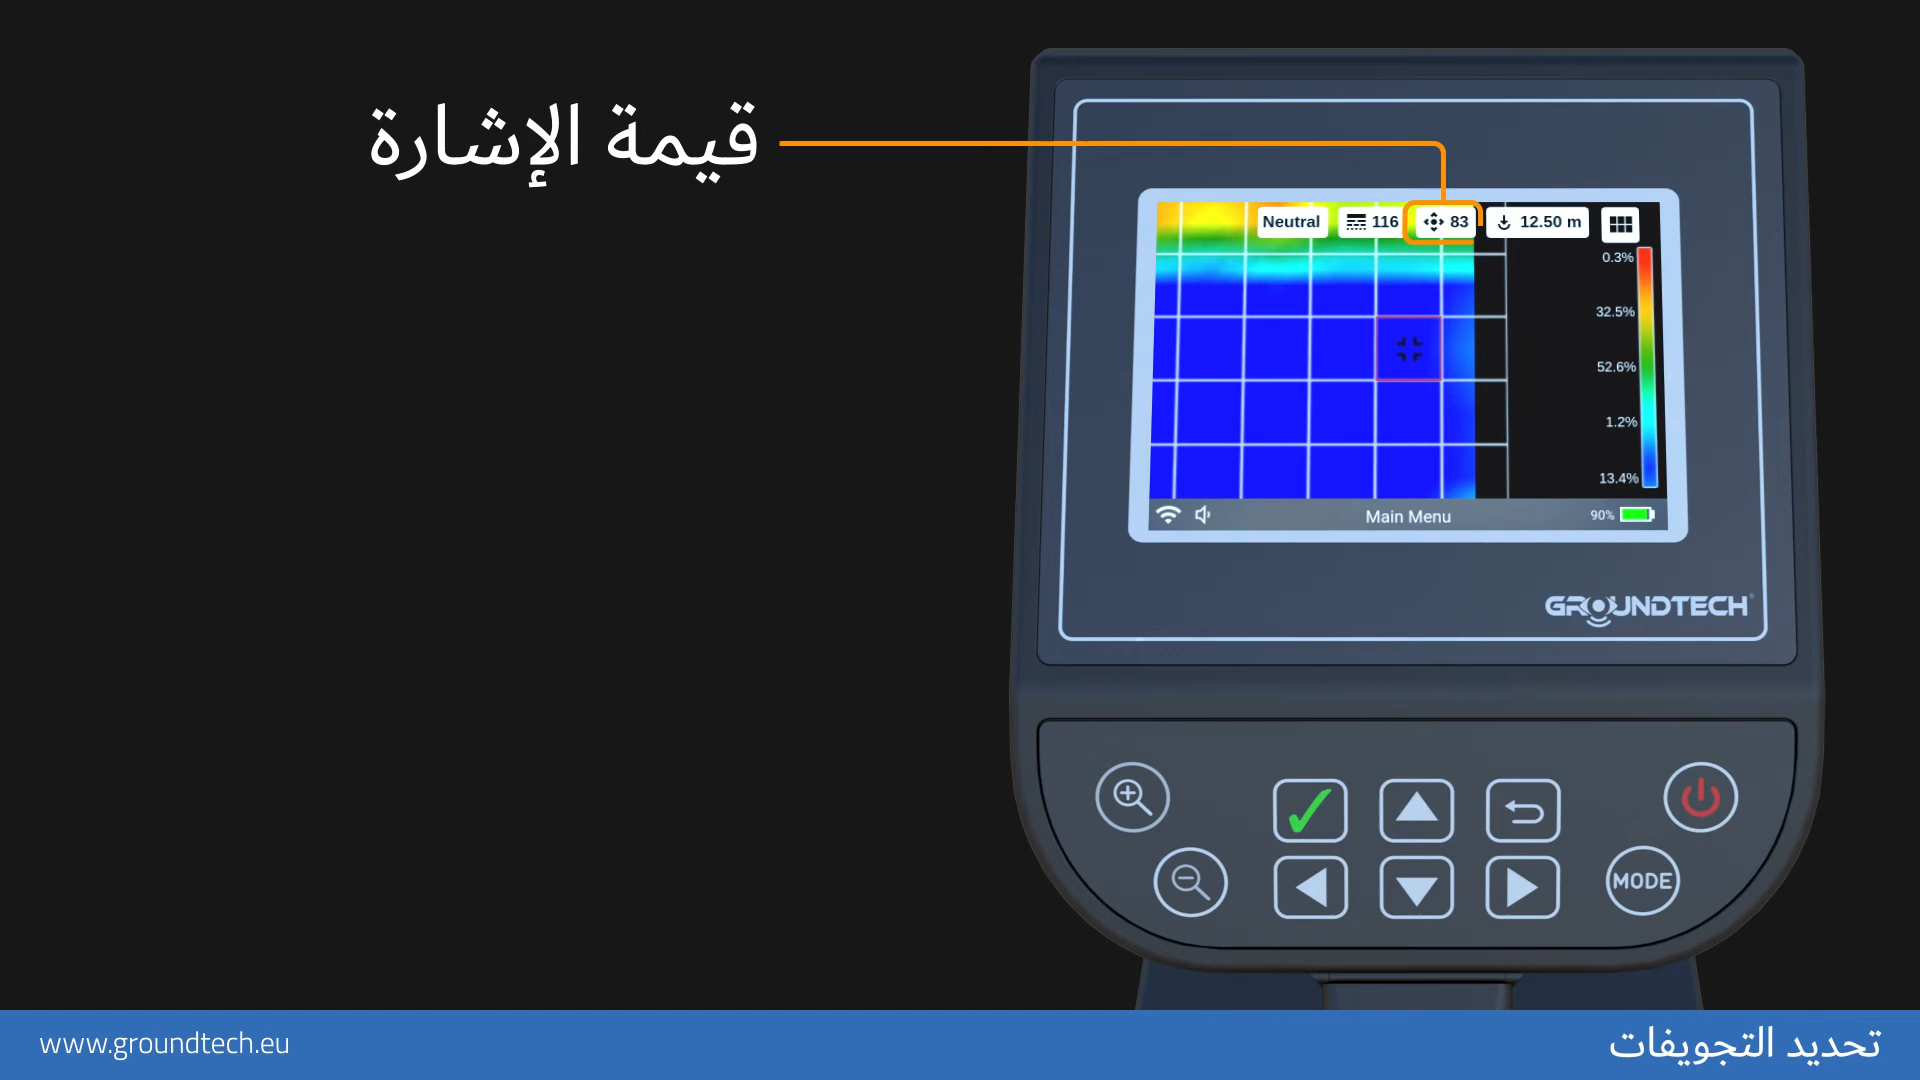 قيمة الإشارة
Neutral 116 83 12.50 m
0.3%
32.5%
52.6%
1.2%
13.4%
Main Menu 90%
GROUNDTECH
MODE
www.groundtech.eu
تحديد التجويفات